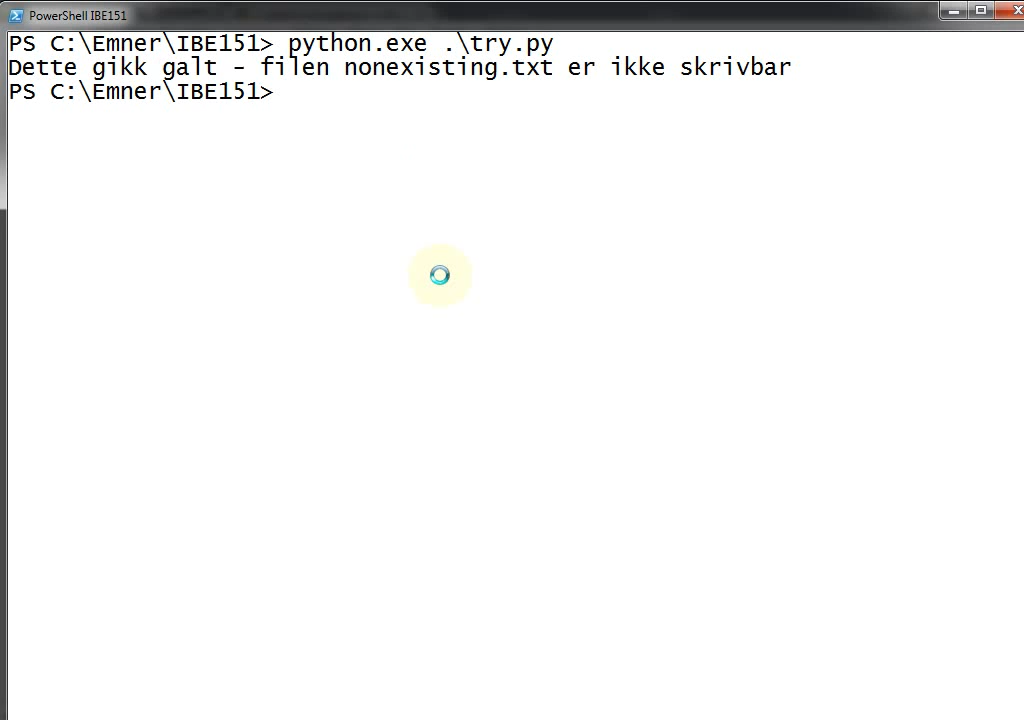 PowerShell IBE151
PS C:\Emner\IBE151> python.exe .\try.py
Dette gikk galt - filen nonexisting.txt er ikke skrivbar
PS C:\Emner\IBE151>